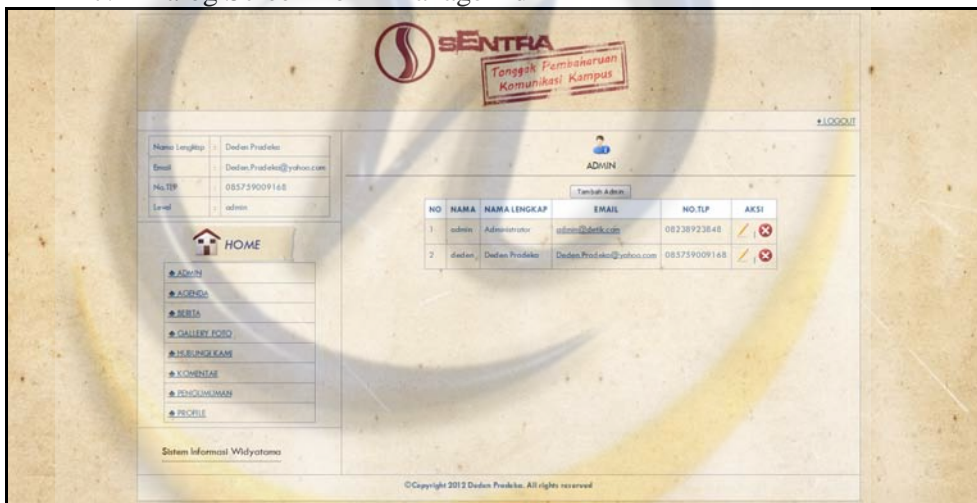 SENTRA
Tonggak Pembaharuan
Komunikasi Kampus
LOGOUT
Nama Lengkap : Deden Pradeka
Email : Deden.Pradeka@yahoo.com
No.TLP : 085759009168
Level : admin
ADMIN
Tambah Admin
NO NAMA NAMA LENGKAP EMAIL NO.TLP AKSI
1 admin Administrator admin@detik.com 08238923848
2 deden Deden Pradeka Deden.Pradeka@yahoo.com 085759009168
HOME
ADMIN
AGENDA
BERITA
GALLERY FOTO
HUBUNGI KAMI
KOMENTAR
PENGUMUMAN
PROFILE
Sistem Informasi Widyatama
©Copyright 2012 Deden Pradeka. All rights reserved